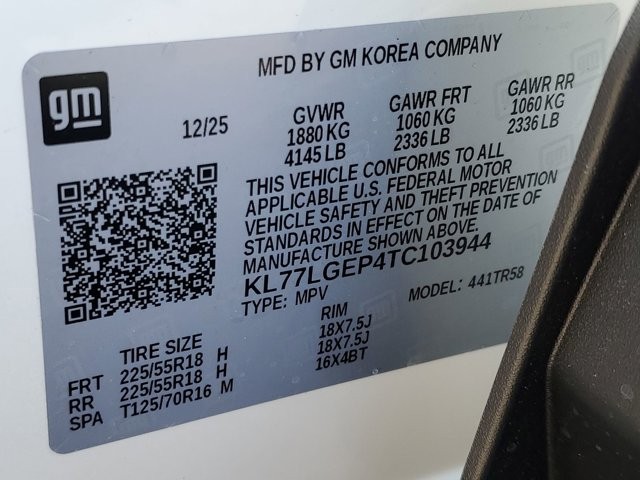 MFD BY GM KOREA COMPANY
gm
12/25
GVWR GAWR FRT GAWR RR
1880 KG 1060 KG 1060 KG
4145 LB 2336 LB 2336 LB
THIS VEHICLE CONFORMS TO ALL
APPLICABLE U.S. FEDERAL MOTOR
VEHICLE SAFETY AND THEFT PREVENTION
STANDARDS IN EFFECT ON THE DATE OF
MANUFACTURE SHOWN ABOVE.
KL77LGEP4TC103944
TYPE: MPV MODEL: 441TR58
TIRE SIZE RIM
FRT 225/55R18 H 18X7.5J
RR 225/55R18 H 18X7.5J
SPA T125/70R16 M 16X4BT